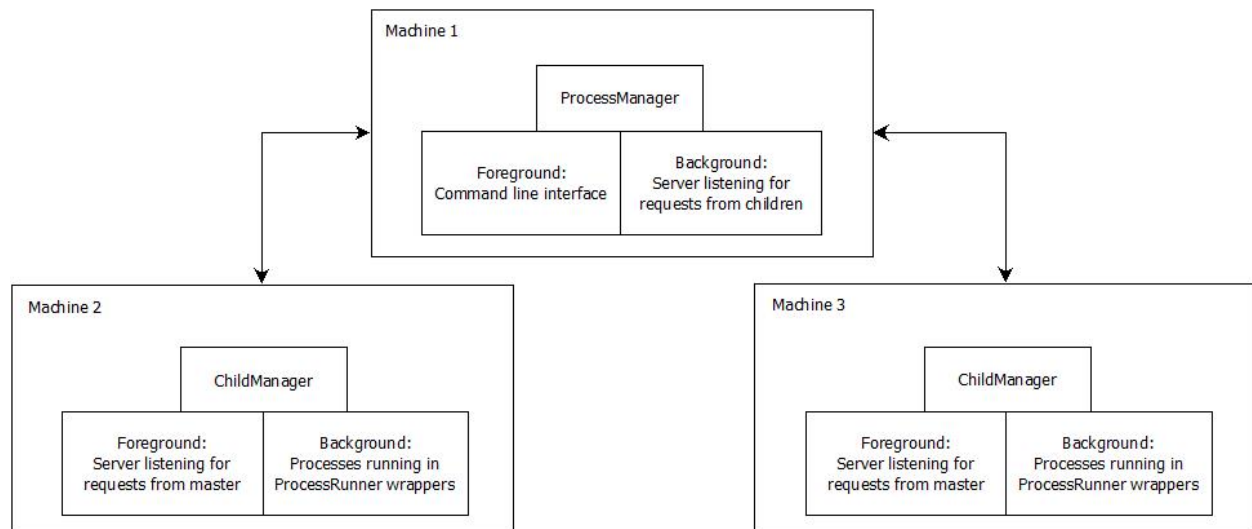 Machine 1
ProcessManager
Foreground:
Command line interface
Background:
Server listening for
requests from children
Machine 2
ChildManager
Foreground:
Server listening for
requests from master
Background:
Processes running in
ProcessRunner wrappers
Machine 3
ChildManager
Foreground:
Server listening for
requests from master
Background:
Processes running in
ProcessRunner wrappers